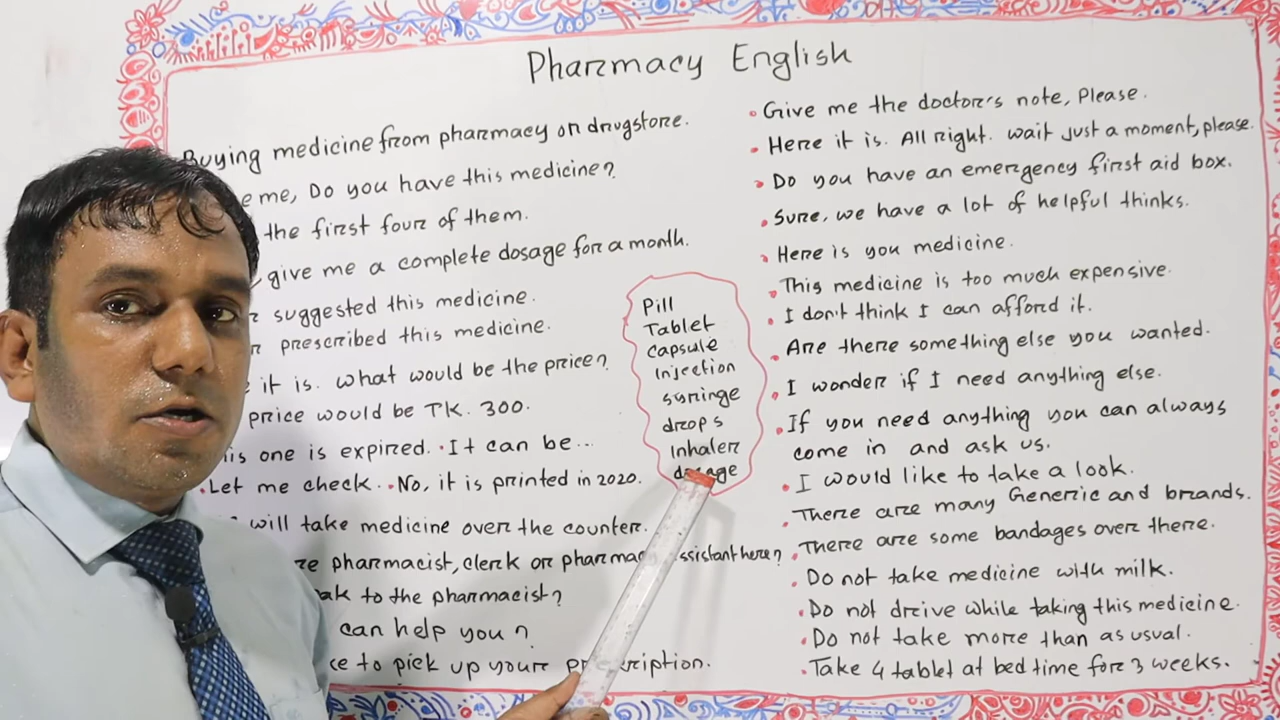 Pharmacy English
Buying medicine from pharmacy or drugstore.
me, Do you have this medicine?
the first four of them.
give me a complete dosage for a month.
suggested this medicine.
prescribed this medicine.
it is. what would be the price?
price would be TK. 300.
one is expired. • It can be...
• Let me check.. • No, it is printed in 2020.
will take medicine over the counter.
pharmacist, clerk or pharmacy assistant here?
to the pharmacist?
can help you?
to pick up your prescription.
Pill
Tablet
capsule
Injection
syringe
drops
Inhaler
dosage
• Give me the doctor's note, Please.
• Here it is. All right. wait just a moment, please.
• Do you have an emergency first aid box.
• Sure, we have a lot of helpful thinks.
• Here is you medicine.
• This medicine is too much expensive.
• I don't think I can afford it.
• Are there something else you wanted.
• I wonder if I need anything else.
• If you need anything you can always
come in and ask us.
• I would like to take a look.
• There are many Generic and brands.
• There are some bandages over there.
• Do not take medicine with milk.
• Do not drive while taking this medicine.
• Do not take more than as usual.
• Take 4 tablet at bed time for 3 weeks.